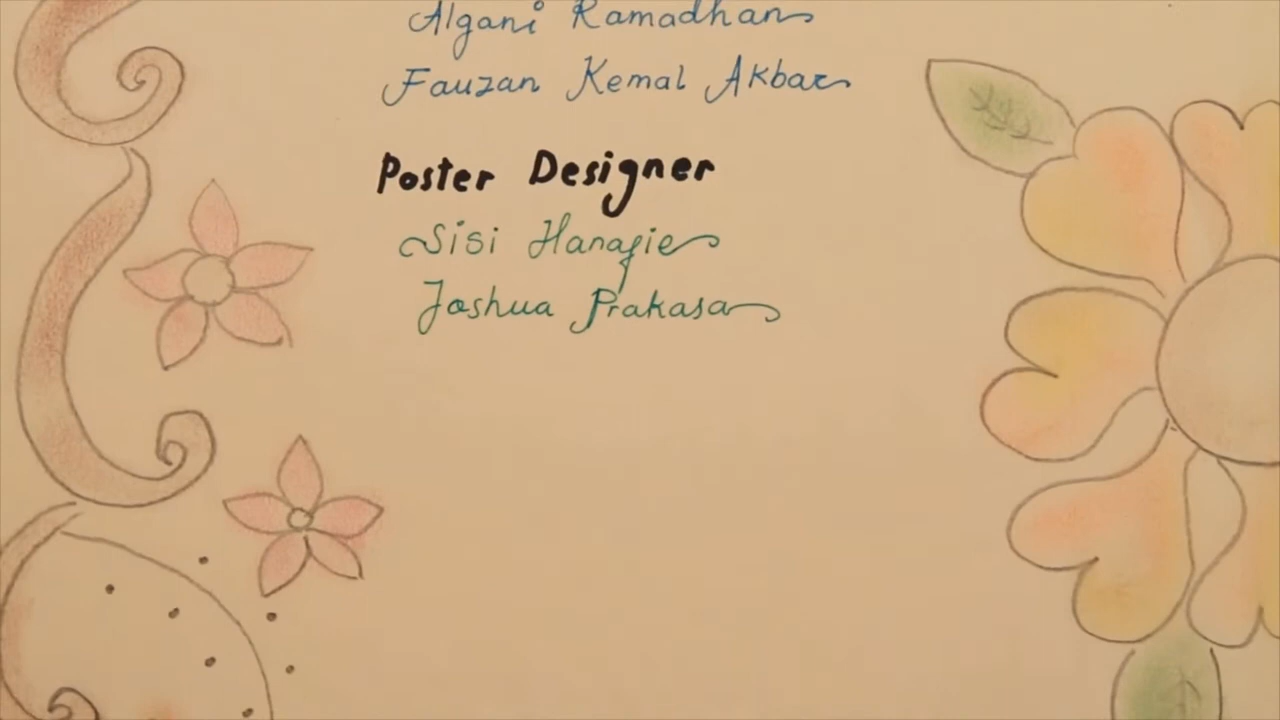 Algani Ramadhan
Fauzan Kemal Akbar
Poster Designer
Sisi Hanafie
Joshua Prakasa